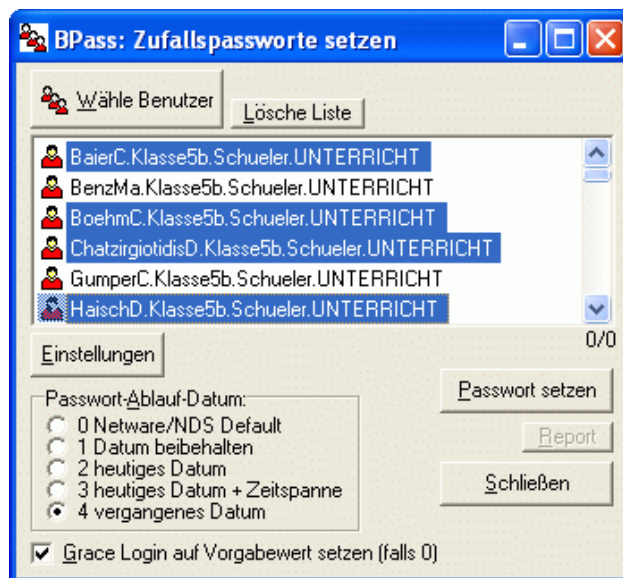 BPass: Zufallspassworte setzen
Wähle Benutzer
Lösche Liste
BaierC.Klasse5b.Schueler.UNTERRICHT
BenzMa.Klasse5b.Schueler.UNTERRICHT
BoehmC.Klasse5b.Schueler.UNTERRICHT
ChatzirgiotidisD.Klasse5b.Schueler.UNTERRICHT
GumperC.Klasse5b.Schueler.UNTERRICHT
HaischD.Klasse5b.Schueler.UNTERRICHT
0/0
Einstellungen
Passwort-Ablauf-Datum:
0 Netware/NDS Default
1 Datum beibehalten
2 heutiges Datum
3 heutiges Datum + Zeitspanne
4 vergangenes Datum
Passwort setzen
Report
Schließen
Grace Login auf Vorgabewert setzen (falls 0)